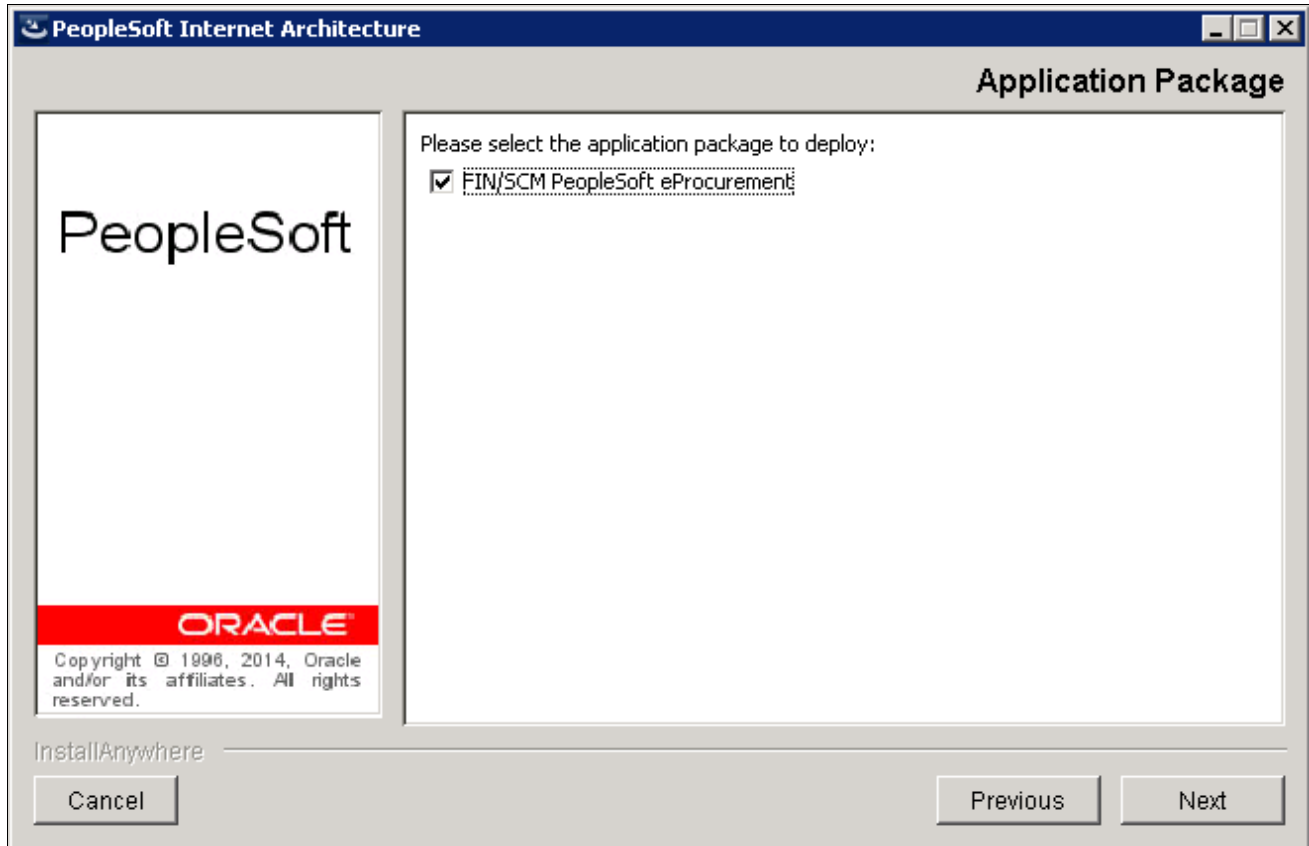 PeopleSoft Internet Architecture
Application Package
Please select the application package to deploy:
FIN/SCM PeopleSoft eProcurement
PeopleSoft
ORACLE
Copyright © 1996, 2014, Oracle
and/or its affiliates. All rights
reserved.
InstallAnywhere
Cancel
Previous
Next